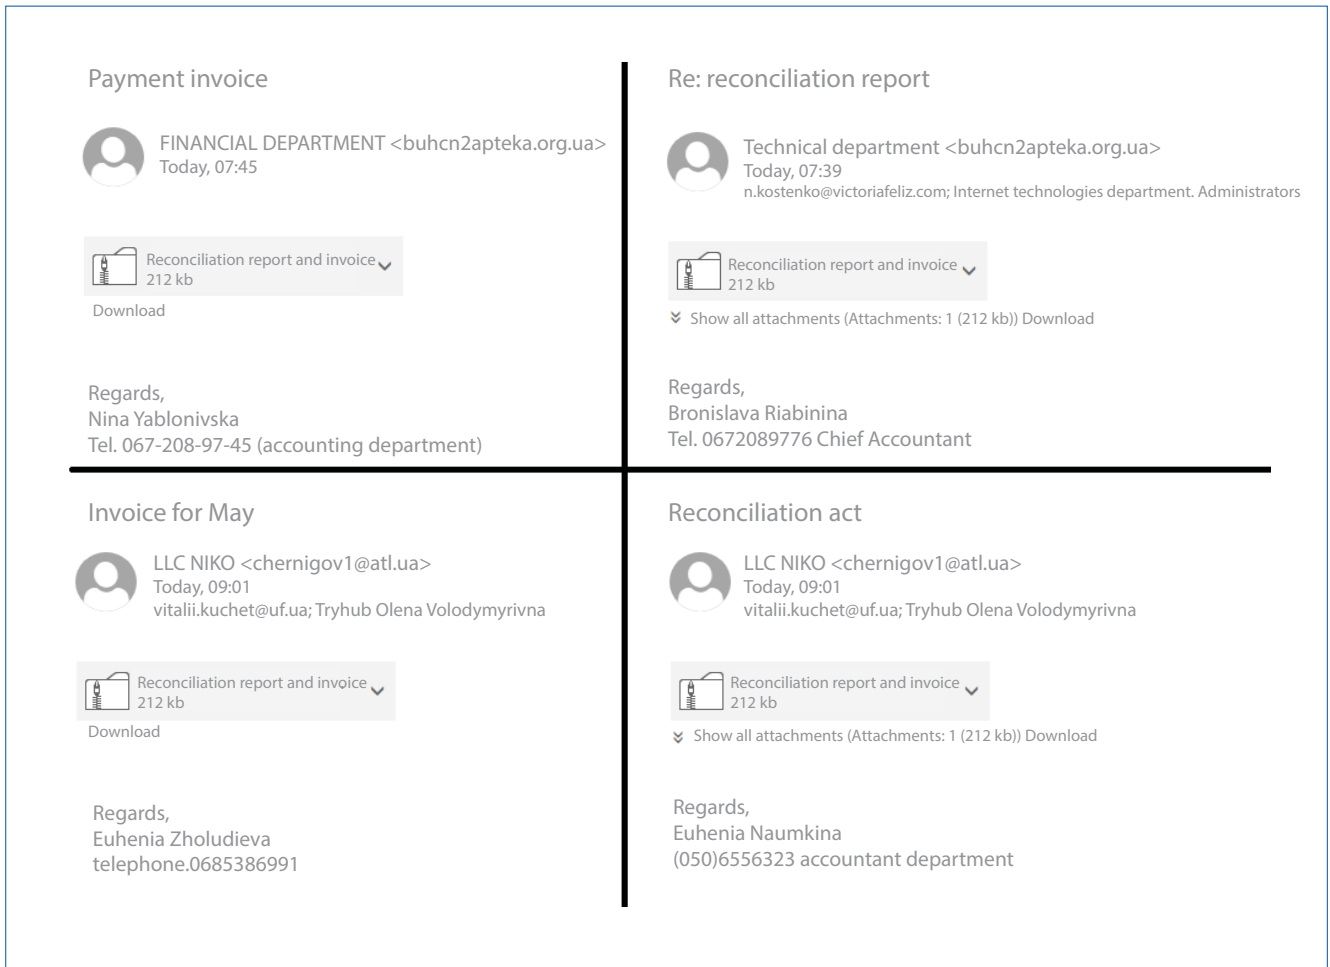 Payment invoice
FINANCIAL DEPARTMENT <buhcn2apteka.org.ua>
Today, 07:45
Reconciliation report and invoice
212 kb
Download
Regards,
Nina Yablonivska
Tel. 067-208-97-45 (accounting department)
Re: reconciliation report
Technical department <buhcn2apteka.org.ua>
Today, 07:39
n.kostenko@victoriafeliz.com; Internet technologies department. Administrators
Reconciliation report and invoice
212 kb
Show all attachments (Attachments: 1 (212 kb)) Download
Regards,
Bronislava Riabinina
Tel. 0672089776 Chief Accountant
Invoice for May
LLC NIKO <chernigov1@atl.ua>
Today, 09:01
vitalii.kuchet@uf.ua; Tryhub Olena Volodymyrivna
Reconciliation report and invoice
212 kb
Download
Regards,
Euhenia Zholudieva
telephone.0685386991
Reconciliation act
LLC NIKO <chernigov1@atl.ua>
Today, 09:01
vitalii.kuchet@uf.ua; Tryhub Olena Volodymyrivna
Reconciliation report and invoice
212 kb
Show all attachments (Attachments: 1 (212 kb)) Download
Regards,
Euhenia Naumkina
(050)6556323 accountant department